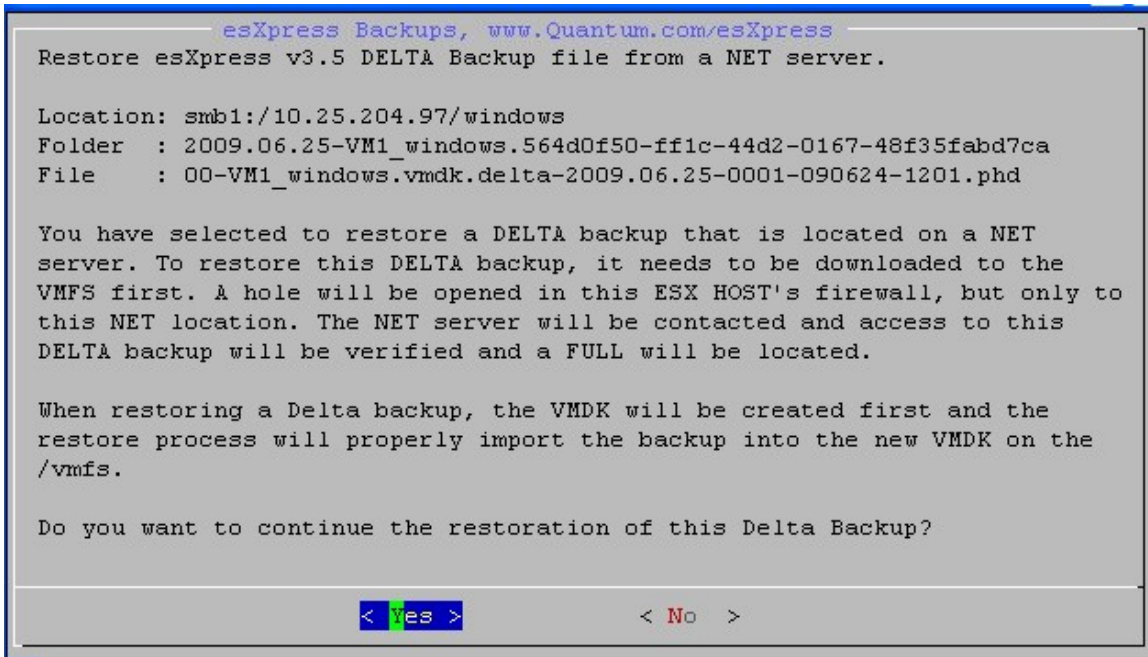 esXpress Backups, www.Quantum.com/esXpress
Restore esXpress v3.5 DELTA Backup file from a NET server.
Location: smb1:/10.25.204.97/windows
Folder : 2009.06.25-VM1_windows.564d0f50-ff1c-44d2-0167-48f35fabd7ca
File : 00-VM1_windows.vmdk.delta-2009.06.25-0001-090624-1201.phd
You have selected to restore a DELTA backup that is located on a NET
server. To restore this DELTA backup, it needs to be downloaded to the
VMFS first. A hole will be opened in this ESX HOST's firewall, but only to
this NET location. The NET server will be contacted and access to this
DELTA backup will be verified and a FULL will be located.
When restoring a Delta backup, the VMDK will be created first and the
restore process will properly import the backup into the new VMDK on the
/vmfs.
Do you want to continue the restoration of this Delta Backup?
< Yes > < No >